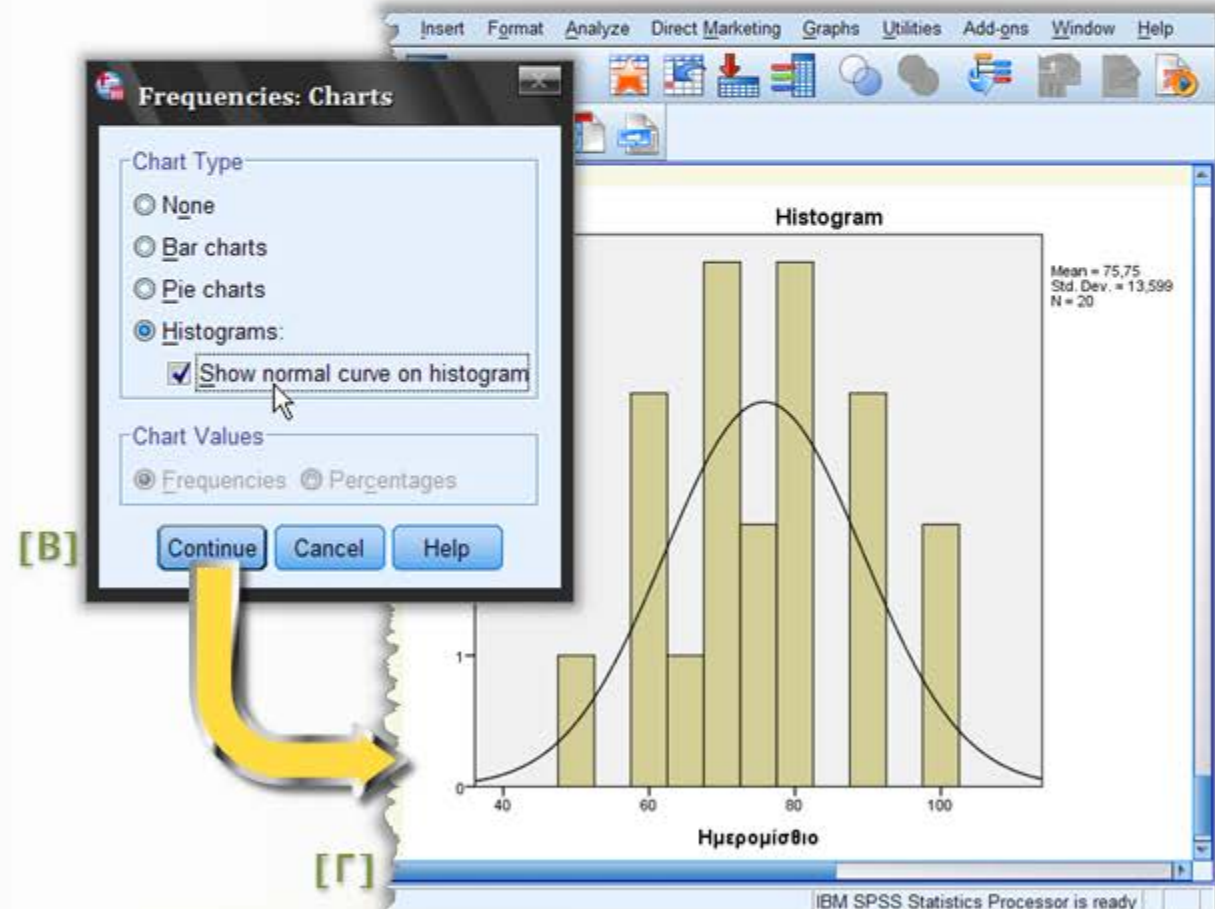 Insert Format Analyze Direct Marketing Graphs Utilities Add-ons Window Help
Frequencies: Charts
Chart Type
None
Bar charts
Pie charts
Histograms:
Show normal curve on histogram
Chart Values
Frequencies Percentages
[Β]
Continue Cancel Help
Histogram
Mean = 75,75
Std. Dev. = 13,599
N = 20
1
0
40 60 80 100
Ημερομίσθιο
[Γ]
IBM SPSS Statistics Processor is ready